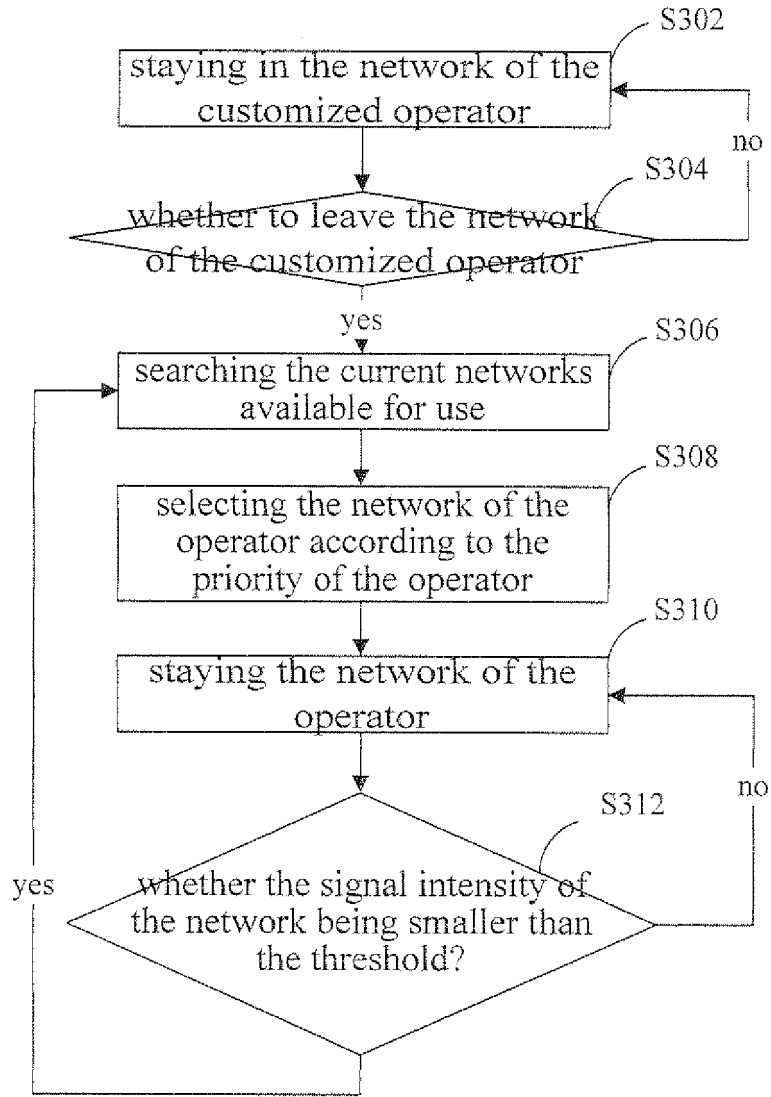 S302
staying in the network of the
customized operator
no
S304
whether to leave the network
of the customized operator
yes
S306
searching the current networks
available for use
S308
selecting the network of the
operator according to the
priority of the operator
S310
staying the network of the
operator
no
S312
yes
whether the signal intensity of
the network being smaller than
the threshold?